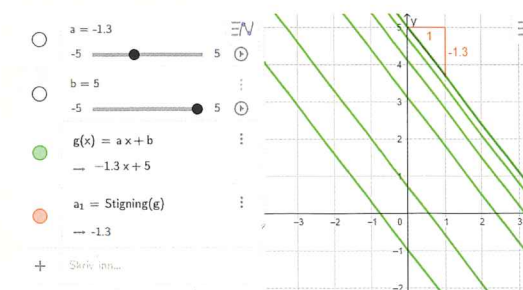 a = -1.3
-5 5
b = 5
-5 5
g(x) = a x + b
→ −1.3 x + 5
a₁ = Stigning(g)
→ -1.3
+ Skriv inn...
y
5
4
3
2
−1
−2
−3 −2 −1 0 1 2 3
1
-1.3